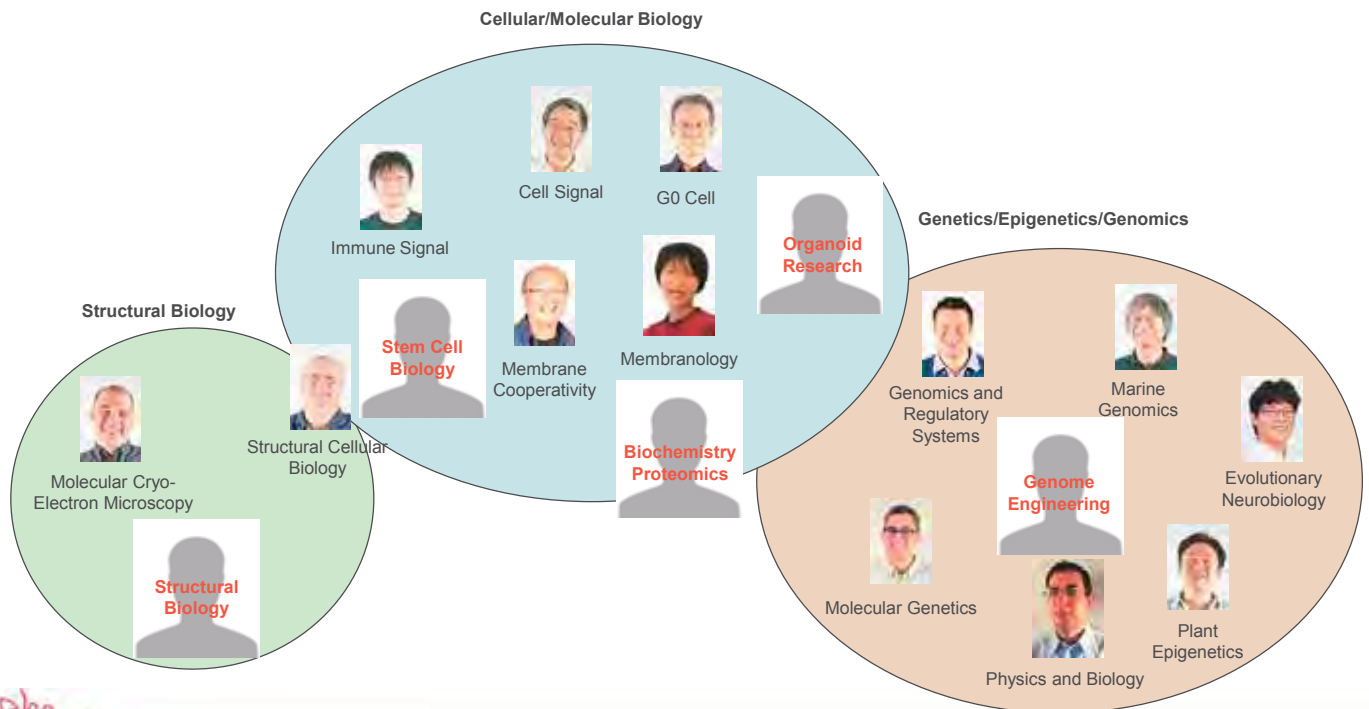 Cellular/Molecular Biology
Cell Signal
G0 Cell
Immune Signal
Organoid
Research
Stem Cell
Biology
Membrane
Cooperativity
Membranology
Biochemistry
Proteomics
Structural Biology
Structural Cellular
Biology
Molecular Cryo-
Electron Microscopy
Structural
Biology
Genetics/Epigenetics/Genomics
Genomics and
Regulatory
Systems
Marine
Genomics
Evolutionary
Neurobiology
Genome
Engineering
Molecular Genetics
Plant
Epigenetics
Physics and Biology